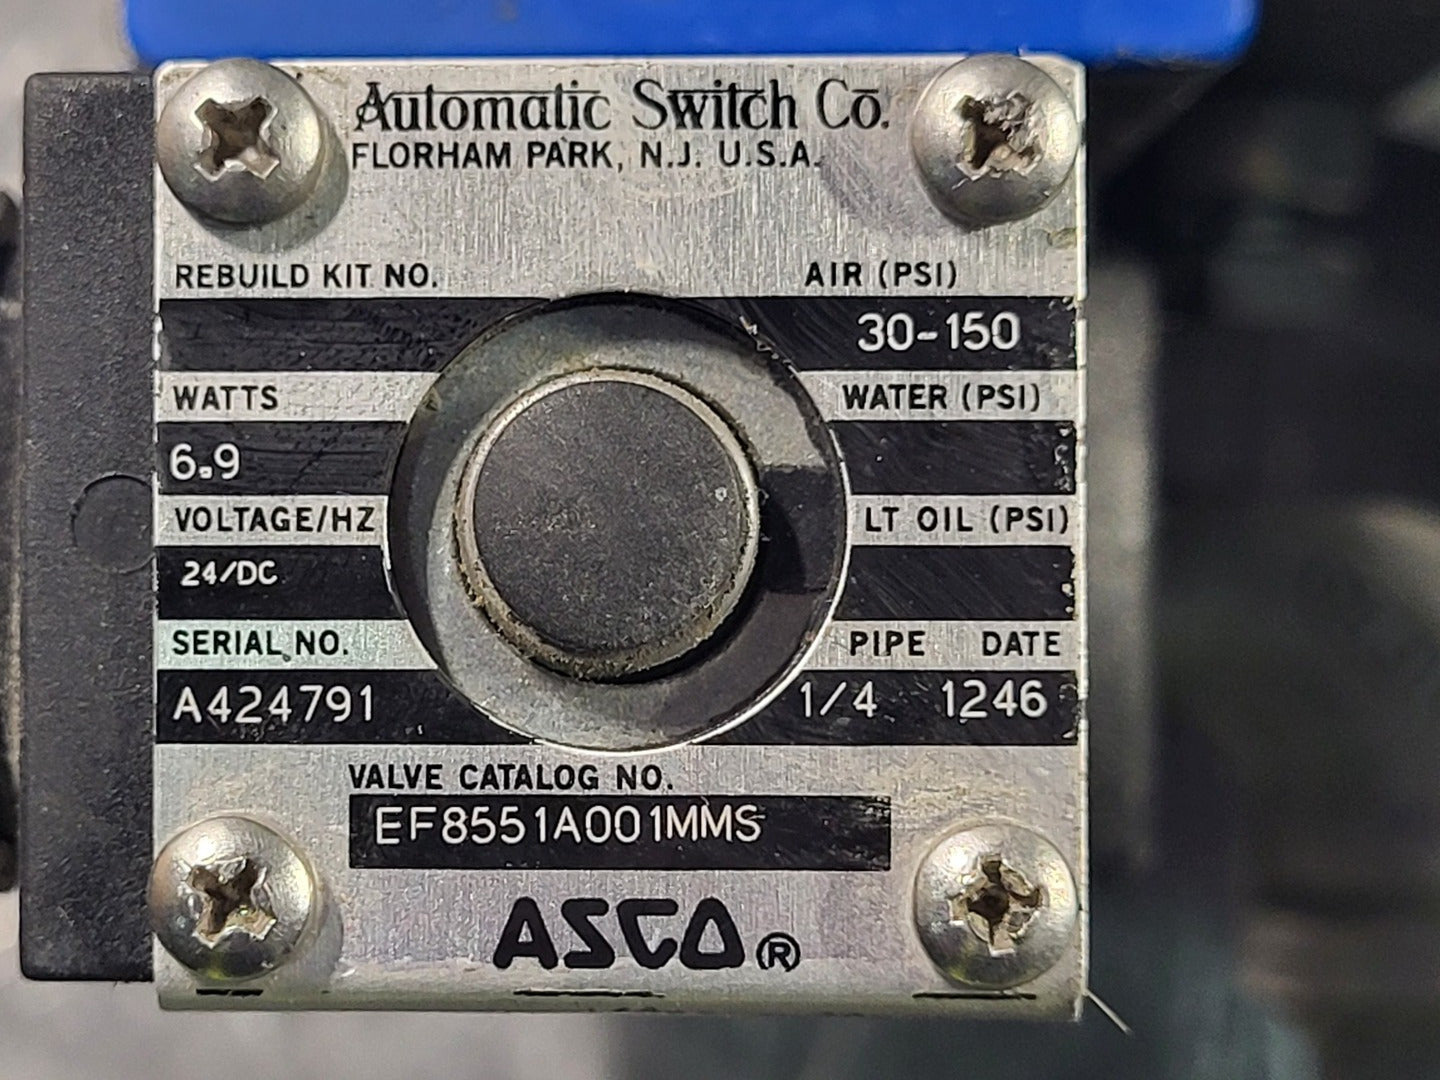 Automatic Switch Co.
FLORHAM PARK, N.J. U.S.A.
REBUILD KIT NO. AIR (PSI)
30-150
WATTS WATER (PSI)
6.9
VOLTAGE/HZ LT OIL (PSI)
24/DC
SERIAL NO. PIPE DATE
A424791 1/4 1246
VALVE CATALOG NO.
EF8551A001MMS
ASCO®